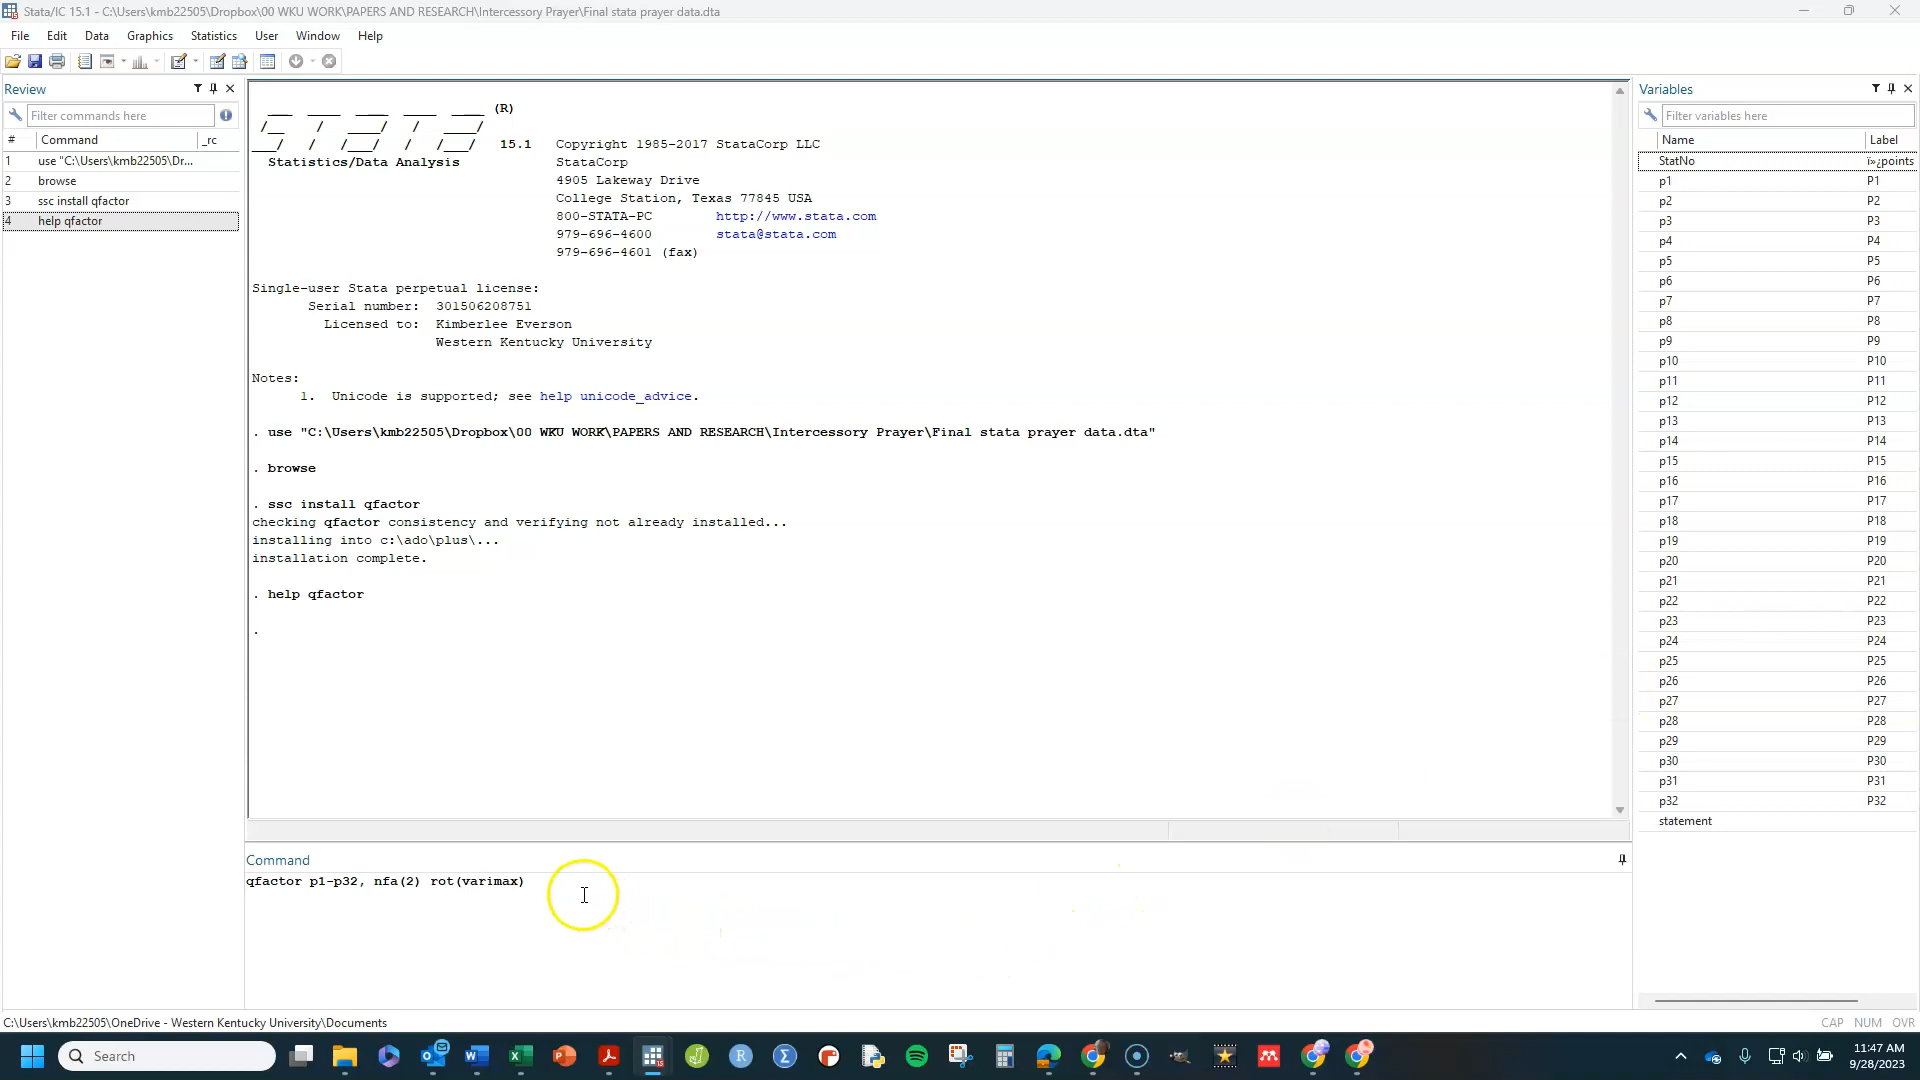 Stata/IC 15.1 - C:\Users\kmb22505\Dropbox\00 WKU WORK\PAPERS AND RESEARCH\Intercessory Prayer\Final stata prayer data.dta
File Edit Data Graphics Statistics User Window Help
Review
Filter commands here
# Command _rc
1 use "C:\Users\kmb22505\Dr...
2 browse
3 ssc install qfactor
4 help qfactor
(R)
15.1 Copyright 1985-2017 StataCorp LLC
Statistics/Data Analysis StataCorp
4905 Lakeway Drive
College Station, Texas 77845 USA
800-STATA-PC http://www.stata.com
979-696-4600 stata@stata.com
979-696-4601 (fax)
Single-user Stata perpetual license:
Serial number: 301506208751
Licensed to: Kimberlee Everson
Western Kentucky University
Notes:
1. Unicode is supported; see help unicode_advice.
. use "C:\Users\kmb22505\Dropbox\00 WKU WORK\PAPERS AND RESEARCH\Intercessory Prayer\Final stata prayer data.dta"
. browse
. ssc install qfactor
checking qfactor consistency and verifying not already installed...
installing into c:\ado\plus\...
installation complete.
. help qfactor
.
Command
qfactor p1-p32, nfa(2) rot(varimax)
Variables
Filter variables here
Name Label
StatNo ï»¿points
p1 P1
p2 P2
p3 P3
p4 P4
p5 P5
p6 P6
p7 P7
p8 P8
p9 P9
p10 P10
p11 P11
p12 P12
p13 P13
p14 P14
p15 P15
p16 P16
p17 P17
p18 P18
p19 P19
p20 P20
p21 P21
p22 P22
p23 P23
p24 P24
p25 P25
p26 P26
p27 P27
p28 P28
p29 P29
p30 P30
p31 P31
p32 P32
statement
C:\Users\kmb22505\OneDrive - Western Kentucky University\Documents
CAP NUM OVR
Search
11:47 AM
9/28/2023